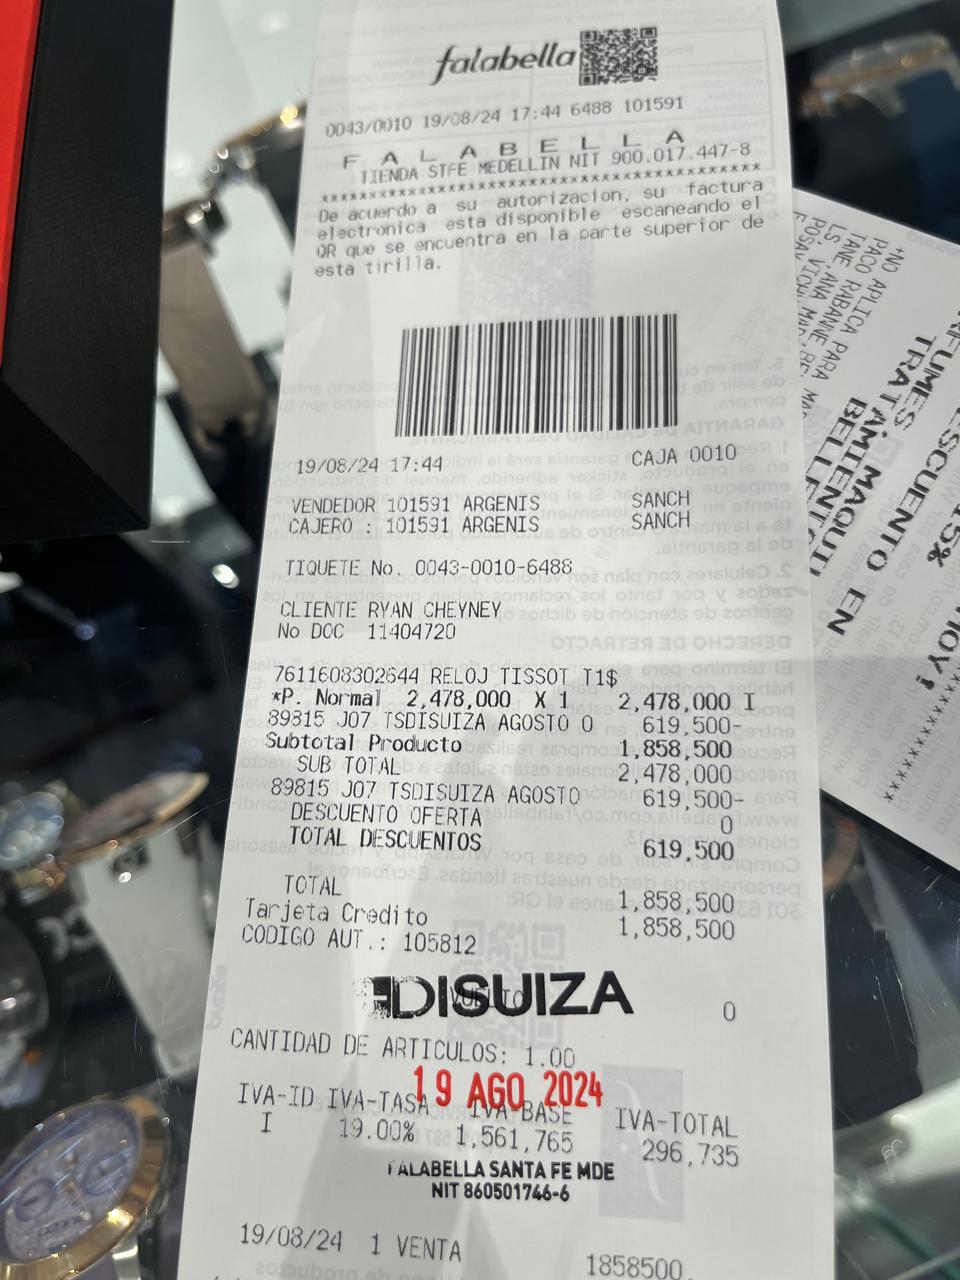 falabella
0043/0010 19/08/24 17:44 6488 101591
F A L A B E L L A
TIENDA STFE MEDELLIN NIT 900.017.447-8
****************************************
De acuerdo a su autorizacion, su factura
electronica esta disponible escaneando el
QR que se encuentra en la parte superior de
esta tirilla.
19/08/24 17:44 CAJA 0010
VENDEDOR 101591 ARGENIS SANCH
CAJERO : 101591 ARGENIS SANCH
TIQUETE No. 0043-0010-6488
CLIENTE RYAN CHEYNEY
No DOC 11404720
7611608302644 RELOJ TISSOT T1$
*P. Normal 2,478,000 X 1 2,478,000 I
89815 J07 TSDISUIZA AGOSTO O 619,500-
Subtotal Producto 1,858,500
SUB TOTAL 2,478,000
89815 J07 TSDISUIZA AGOSTO 619,500-
DESCUENTO OFERTA 0
TOTAL DESCUENTOS 619,500
TOTAL 1,858,500
Tarjeta Credito 1,858,500
CODIGO AUT.: 105812
VUELTO 0
DISUIZA
CANTIDAD DE ARTICULOS: 1.00
19 AGO 2024
IVA-ID IVA-TASA IVA-BASE IVA-TOTAL
I 19.00% 1,561,765 296,735
FALABELLA SANTA FE MDE
NIT 860501746-6
19/08/24 1 VENTA 1858500
+NO APLICA PARA
PACO RABANNE,
TANE, ANA
DESCUENTO EN
15%
HOY!